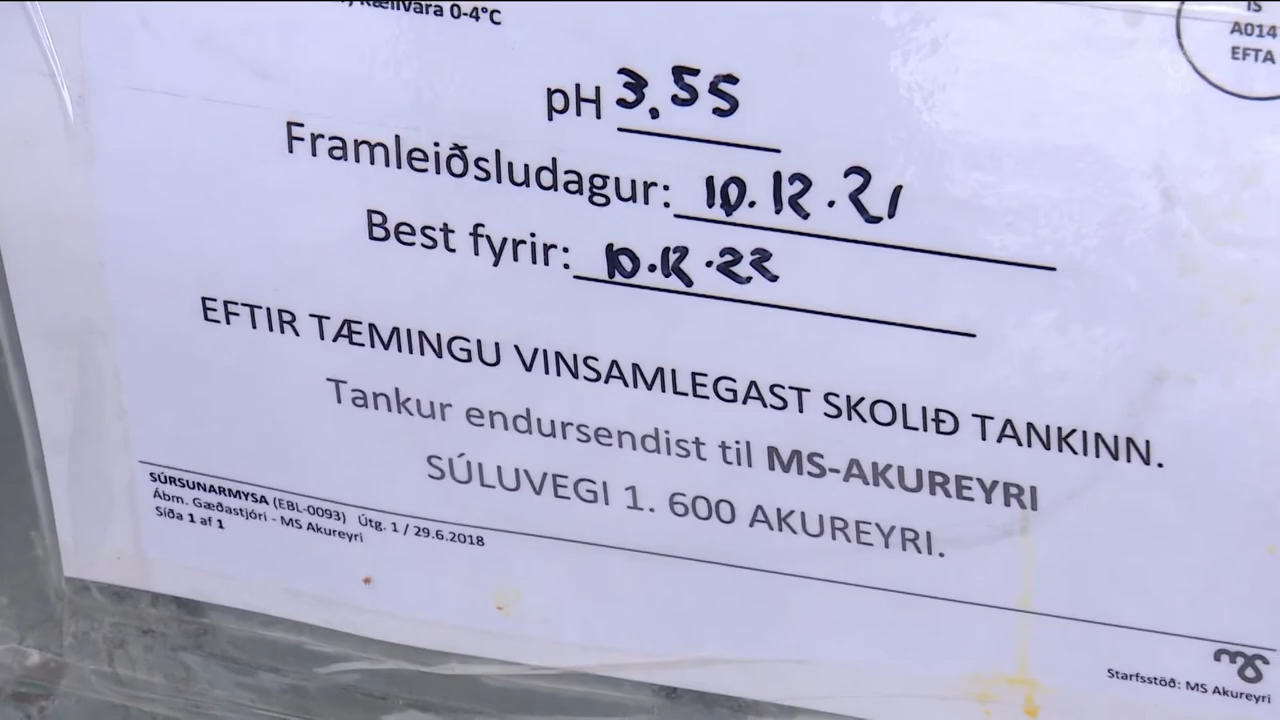 Kælivara 0-4°C
IS
A014
EFTA
pH 3,55
Framleiðsludagur: 10.12.21
Best fyrir: 10.12.22
EFTIR TÆMINGU VINSAMLEGAST SKOLIÐ TANKINN.
Tankur endursendist til MS-AKUREYRI
SÚLUVEGI 1. 600 AKUREYRI.
SÚRSUNARMYSA (EBL-0093) Útg. 1 / 29.6.2018
Ábm. Gæðastjóri - MS Akureyri
Síða 1 af 1
ms
Starfsstöð: MS Akureyri